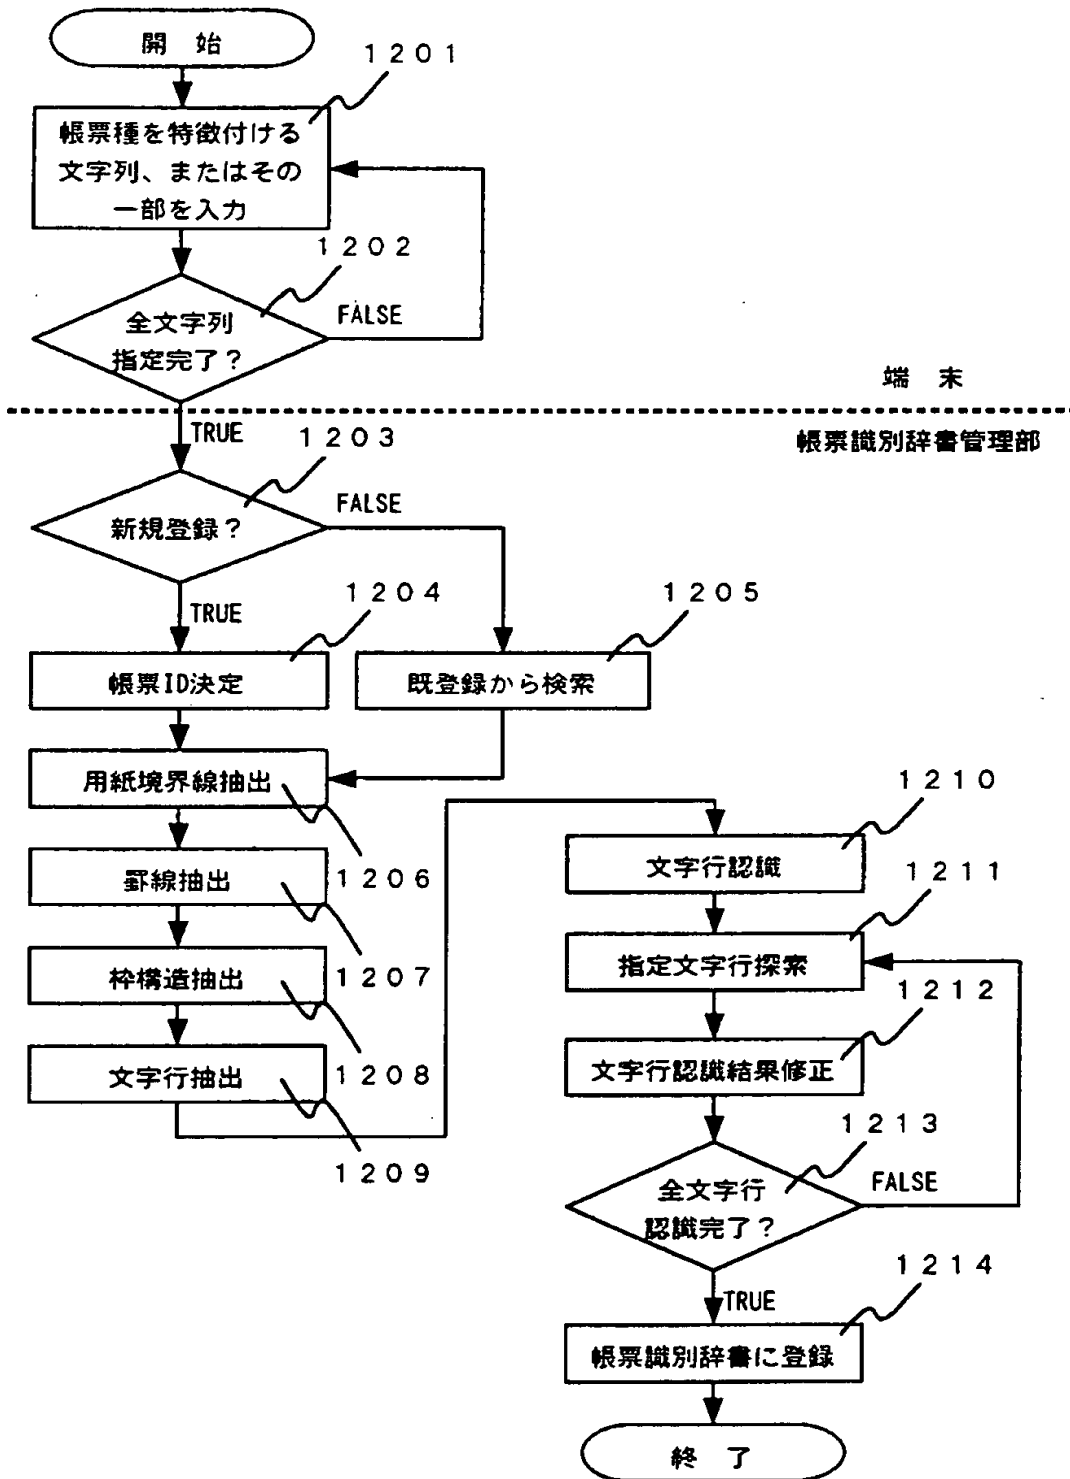 開 始
1201
帳票種を特徴付ける
文字列、またはその
一部を入力
1202
全文字列
指定完了？
FALSE
端 末
TRUE
1203
帳票識別辞書管理部
新規登録？
FALSE
TRUE
1204
1205
帳票ID決定
既登録から検索
用紙境界線抽出
1206
罫線抽出
1207
枠構造抽出
1208
文字行抽出
1209
1210
文字行認識
1211
指定文字行探索
1212
文字行認識結果修正
1213
全文字行
認識完了？
FALSE
TRUE
1214
帳票識別辞書に登録
終 了